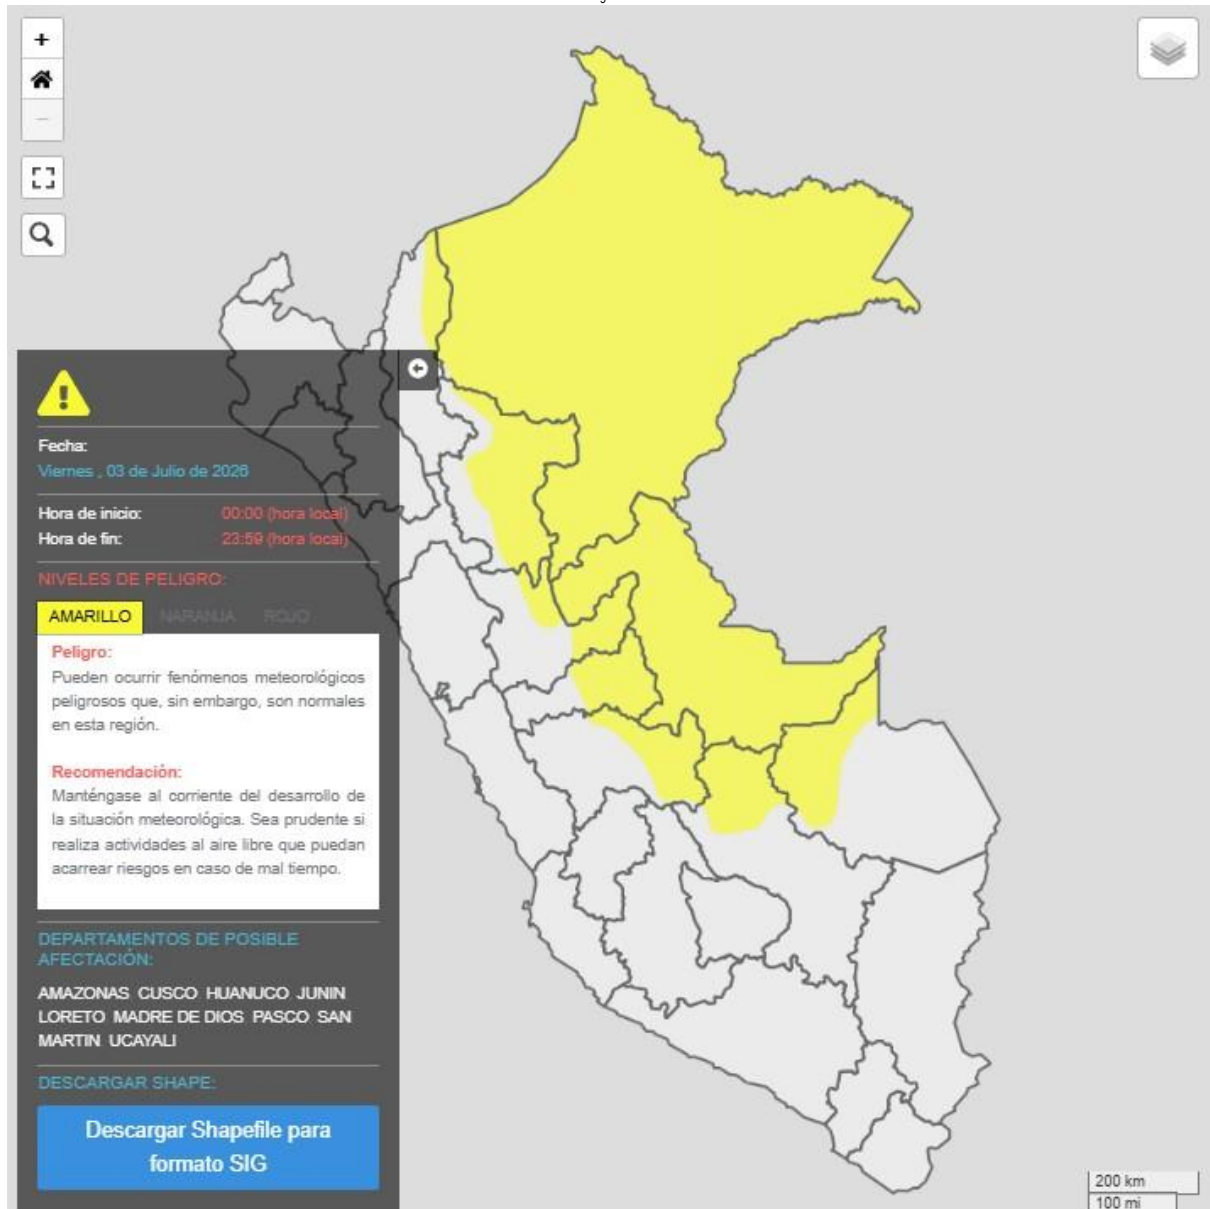 Fecha:
Viernes , 03 de Julio de 2026
Hora de inicio: 00:00 (hora local)
Hora de fin: 23:59 (hora local)
NIVELES DE PELIGRO:
AMARILLO NARANJA ROJO
Peligro:
Pueden ocurrir fenómenos meteorológicos
peligrosos que, sin embargo, son normales
en esta región.
Recomendación:
Manténgase al corriente del desarrollo de
la situación meteorológica. Sea prudente si
realiza actividades al aire libre que puedan
acarrear riesgos en caso de mal tiempo.
DEPARTAMENTOS DE POSIBLE
AFECTACIÓN:
AMAZONAS CUSCO HUANUCO JUNIN
LORETO MADRE DE DIOS PASCO SAN
MARTIN UCAYALI
DESCARGAR SHAPE:
Descargar Shapefile para
formato SIG
200 km
100 mi